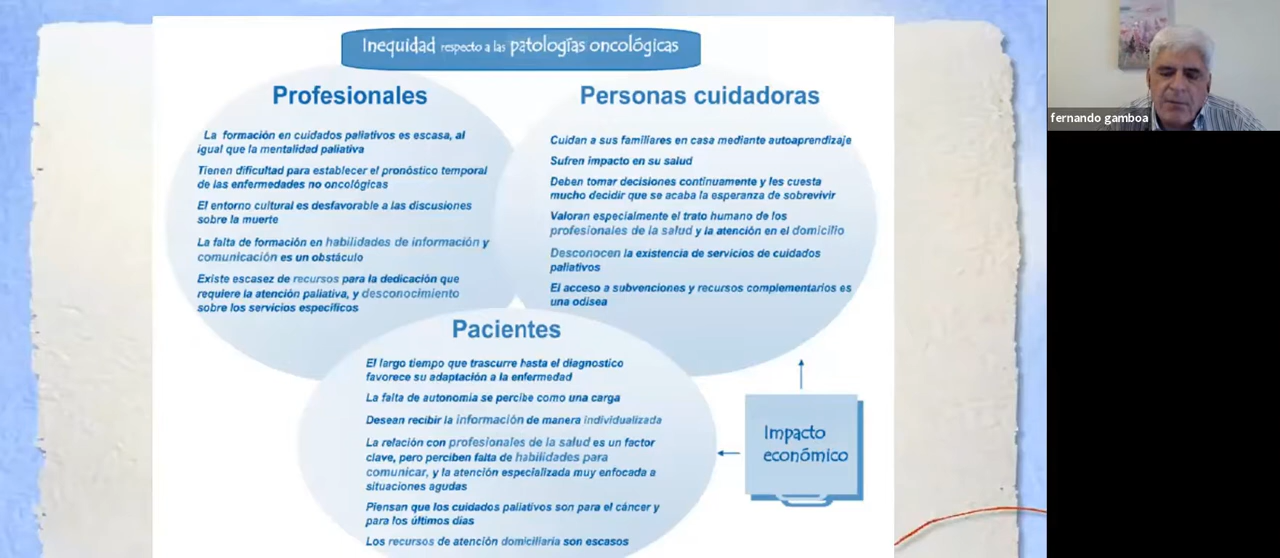 Inequidad respecto a las patologías oncológicas
Profesionales
La formación en cuidados paliativos es escasa, al
igual que la mentalidad paliativa
Tienen dificultad para establecer el pronóstico temporal
de las enfermedades no oncológicas
El entorno cultural es desfavorable a las discusiones
sobre la muerte
La falta de formación en habilidades de información y
comunicación es un obstáculo
Existe escasez de recursos para la dedicación que
requiere la atención paliativa, y desconocimiento
sobre los servicios específicos
Personas cuidadoras
Cuidan a sus familiares en casa mediante autoaprendizaje
Sufren impacto en su salud
Deben tomar decisiones continuamente y les cuesta
mucho decidir que se acaba la esperanza de sobrevivir
Valoran especialmente el trato humano de los
profesionales de la salud y la atención en el domicilio
Desconocen la existencia de servicios de cuidados
paliativos
El acceso a subvenciones y recursos complementarios es
una odisea
Pacientes
El largo tiempo que trascurre hasta el diagnostico
favorece su adaptación a la enfermedad
La falta de autonomía se percibe como una carga
Desean recibir la información de manera individualizada
La relación con profesionales de la salud es un factor
clave, pero perciben falta de habilidades para
comunicar, y la atención especializada muy enfocada a
situaciones agudas
Piensan que los cuidados paliativos son para el cáncer y
para los últimos días
Los recursos de atención domiciliaria son escasos
Impacto
económico
fernando gamboa